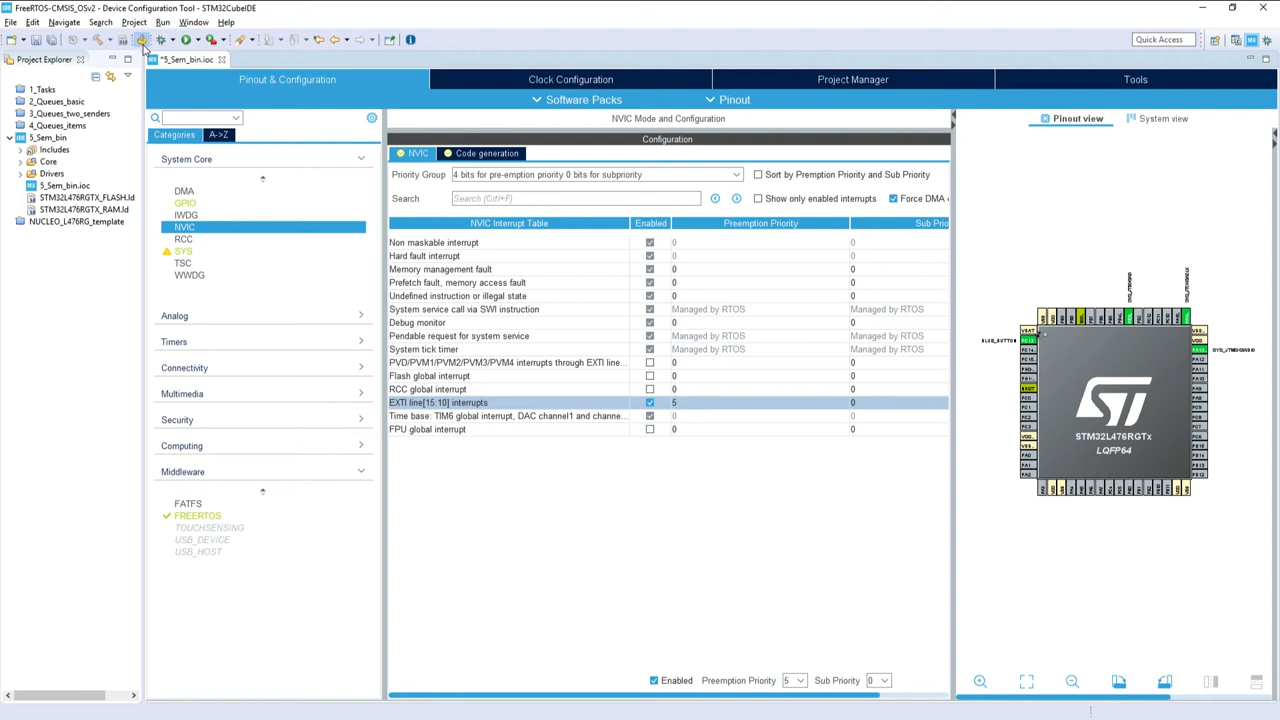 FreeRTOS-CMSIS_OSv2 - Device Configuration Tool - STM32CubeIDE
File Edit Navigate Search Project Run Window Help
Quick Access
Project Explorer
*5_Sem_bin.ioc
Pinout & Configuration Clock Configuration Project Manager Tools
Software Packs Pinout
1_Tasks
2_Queues_basic
3_Queues_two_senders
4_Queues_items
5_Sem_bin
Includes
Core
Drivers
5_Sem_bin.ioc
STM32L476RGTX_FLASH.ld
STM32L476RGTX_RAM.ld
NUCLEO_L476RG_template
Categories A->Z
System Core
DMA
GPIO
IWDG
NVIC
RCC
SYS
TSC
WWDG
Analog
Timers
Connectivity
Multimedia
Security
Computing
Middleware
FATFS
FREERTOS
TOUCHSENSING
USB_DEVICE
USB_HOST
NVIC Mode and Configuration
Configuration
NVIC Code generation
Priority Group 4 bits for pre-emption priority 0 bits for subpriority Sort by Premption Priority and Sub Priority
Search Search (Crtl+F) Show only enabled interrupts Force DMA
NVIC Interrupt Table Enabled Preemption Priority Sub Prio
Non maskable interrupt 0 0
Hard fault interrupt 0 0
Memory management fault 0 0
Prefetch fault, memory access fault 0 0
Undefined instruction or illegal state 0 0
System service call via SWI instruction Managed by RTOS Managed by RTOS
Debug monitor 0 0
Pendable request for system service Managed by RTOS Managed by RTOS
System tick timer Managed by RTOS Managed by RTOS
PVD/PVM1/PVM2/PVM3/PVM4 interrupts through EXTI line... 0 0
Flash global interrupt 0 0
RCC global interrupt 0 0
EXTI line[15:10] interrupts 5 0
Time base: TIM6 global interrupt, DAC channel1 and channe... 0 0
FPU global interrupt 0 0
Enabled Preemption Priority 5 Sub Priority 0
Pinout view System view
BLUE_BUTTON
VBAT
STM32L476RGTx
LQFP64